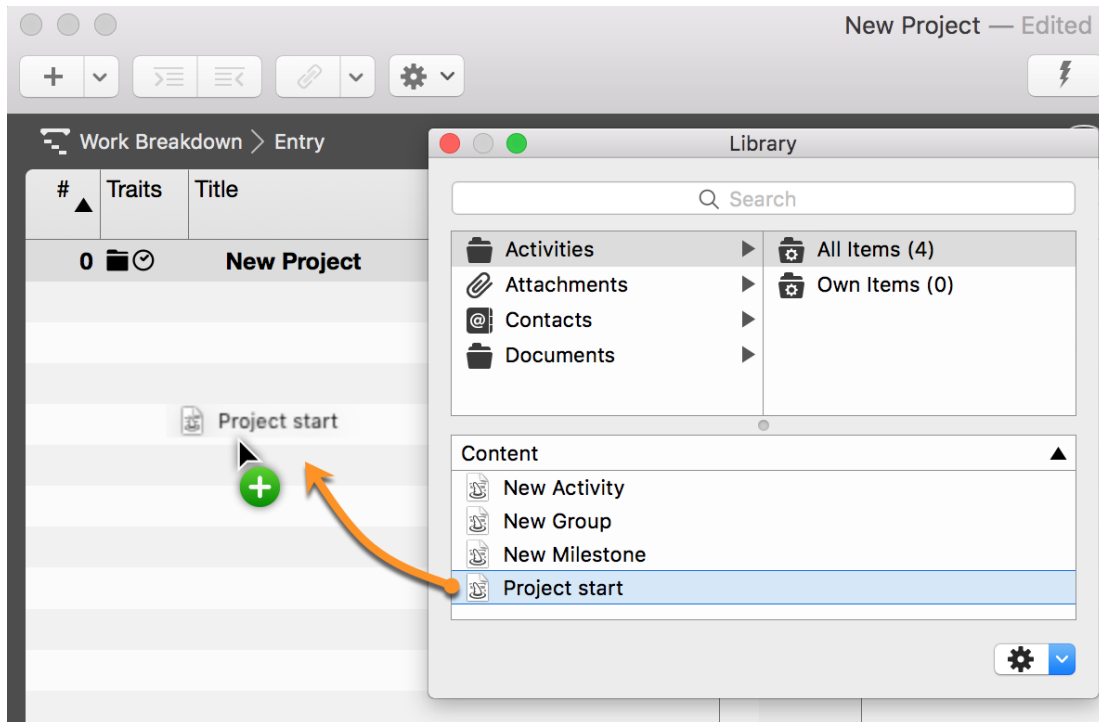 New Project — Edited
Work Breakdown > Entry
Library
# Traits Title
Search
0 New Project
Activities
Attachments
Contacts
Documents
All Items (4)
Own Items (0)
Project start
Content
New Activity
New Group
New Milestone
Project start